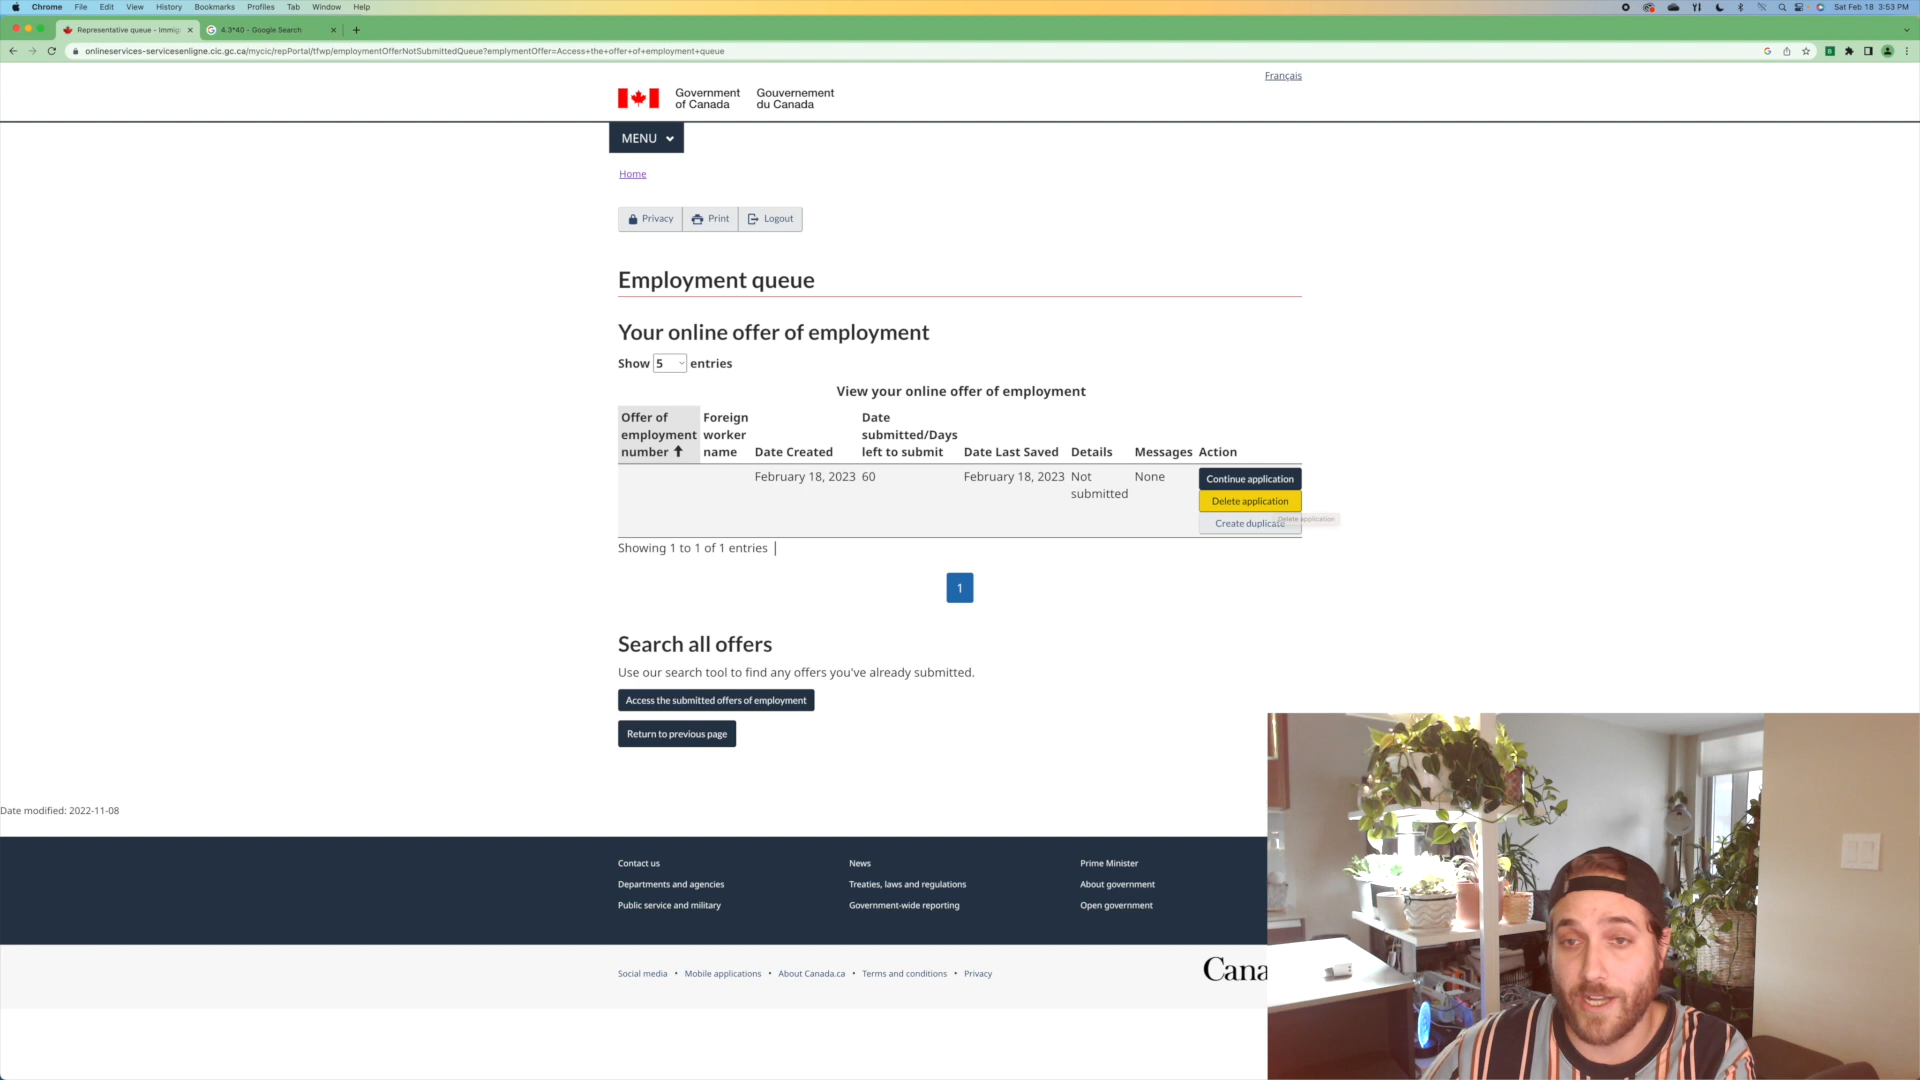 Chrome File Edit View History Bookmarks Profiles Tab Window Help
Sat Feb 18 3:53 PM
Representative queue - Immig
4.3*40 - Google Search
onlineservices-servicesenligne.cic.gc.ca/mycic/repPortal/tfwp/employmentOfferNotSubmittedQueue?emplymentOffer=Access+the+offer+of+employment+queue
Français
Government of Canada
Gouvernement du Canada
MENU
Home
Privacy Print Logout
Employment queue
Your online offer of employment
Show 5 entries
View your online offer of employment
Offer of employment number
Foreign worker name
Date Created
Date submitted/Days left to submit
Date Last Saved
Details
Messages
Action
February 18, 2023
60
February 18, 2023
Not submitted
None
Continue application
Delete application
Create duplicate
Delete application
Showing 1 to 1 of 1 entries
1
Search all offers
Use our search tool to find any offers you've already submitted.
Access the submitted offers of employment
Return to previous page
Date modified: 2022-11-08
Contact us News Prime Minister
Departments and agencies Treaties, laws and regulations About government
Public service and military Government-wide reporting Open government
Social media • Mobile applications • About Canada.ca • Terms and conditions • Privacy
Cana